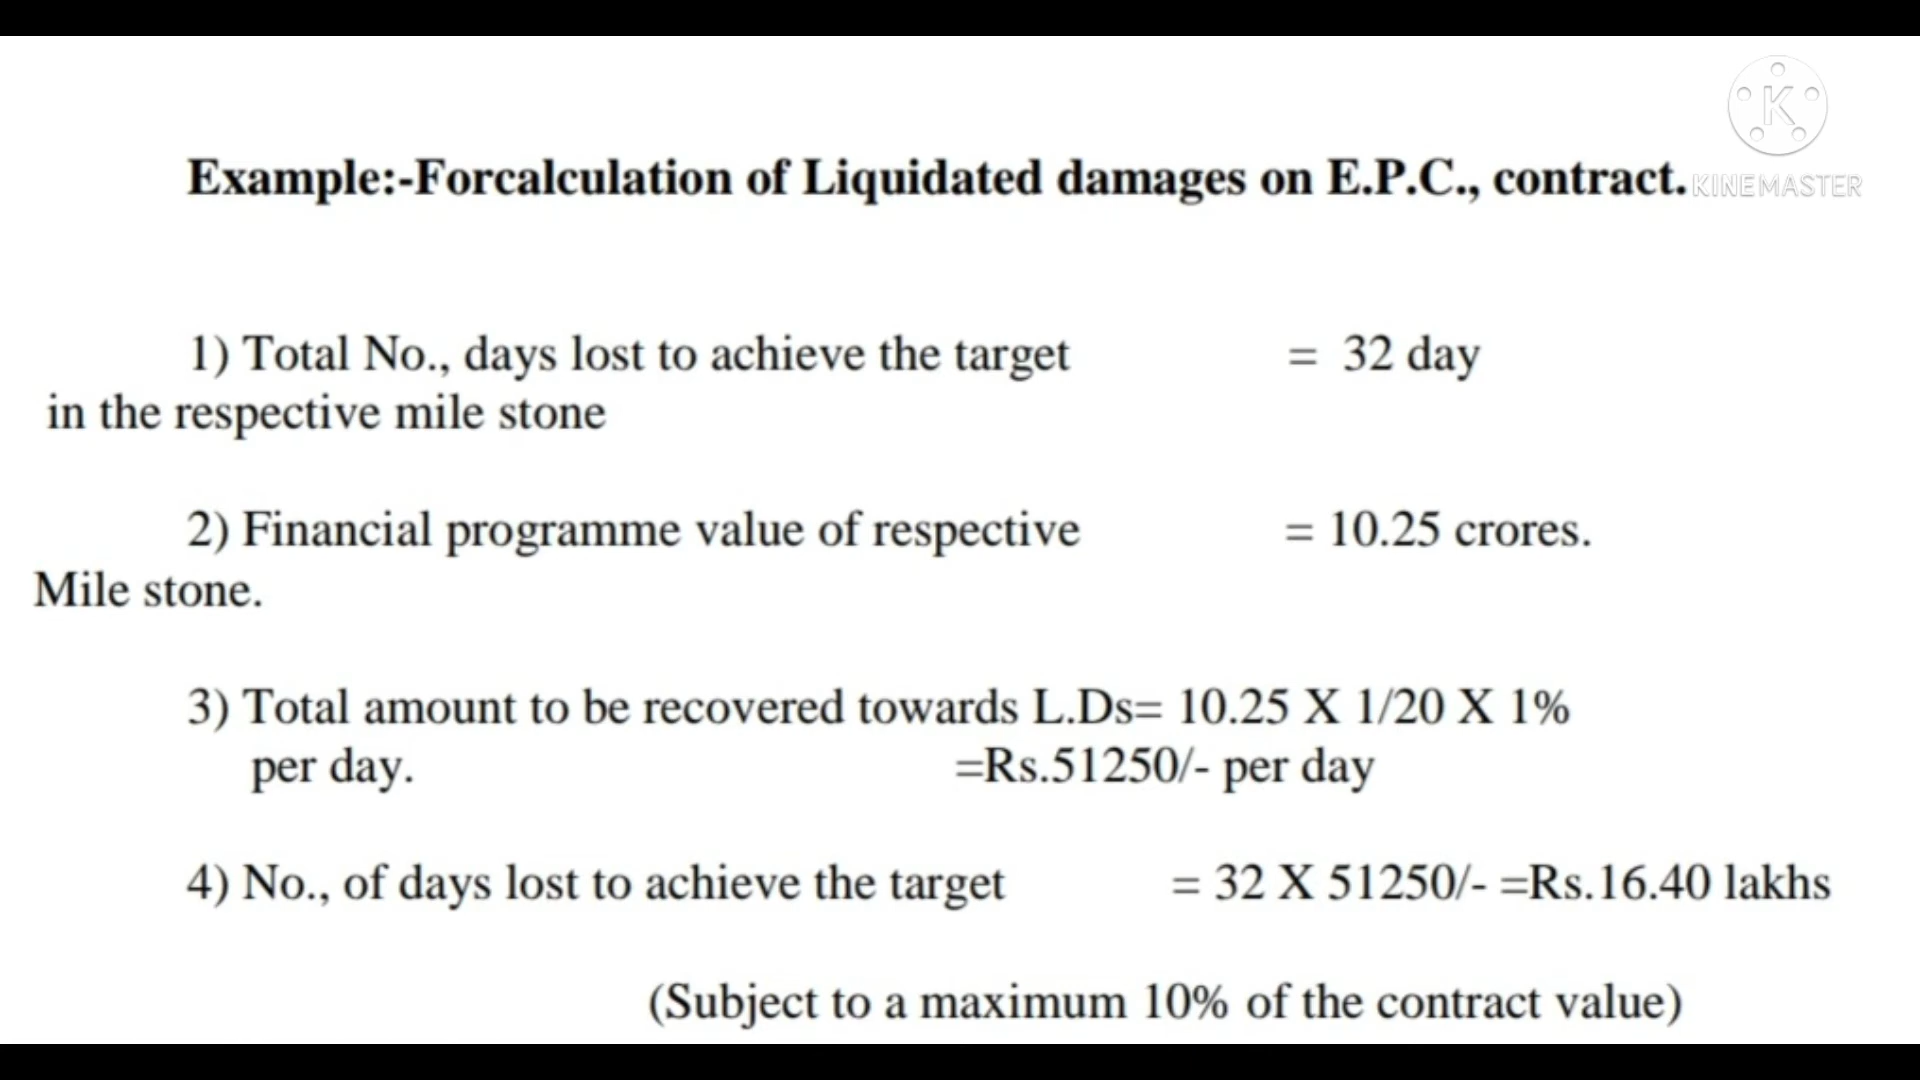 K
KINEMASTER
Example:-Forcalculation of Liquidated damages on E.P.C., contract.
1) Total No., days lost to achieve the target = 32 day
in the respective mile stone
2) Financial programme value of respective = 10.25 crores.
Mile stone.
3) Total amount to be recovered towards L.Ds= 10.25 X 1/20 X 1%
per day. =Rs.51250/- per day
4) No., of days lost to achieve the target = 32 X 51250/- =Rs.16.40 lakhs
(Subject to a maximum 10% of the contract value)